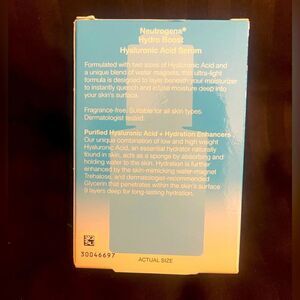 Neutrogena®
Hydro Boost
Hyaluronic Acid Serum
Formulated with two sizes of Hyaluronic Acid and
a unique blend of water magnets, this ultra-light
formula is designed to layer beneath your moisturizer
to instantly quench and infuse moisture deep into
your skin's surface.
Fragrance-free. Suitable for all skin types.
Dermatologist tested.
Purified Hyaluronic Acid + Hydration Enhancers
Our unique combination of low and high weight
Hyaluronic Acid, an essential hydrator naturally
found in skin, acts as a sponge by absorbing and
holding water to the skin. Hydration is further
enhanced by the skin-mimicking water-magnet
Trehalose, and dermatologist-recommended
Glycerin that penetrates within the skin's surface
9 layers deep for long-lasting hydration.
30046697
ACTUAL SIZE